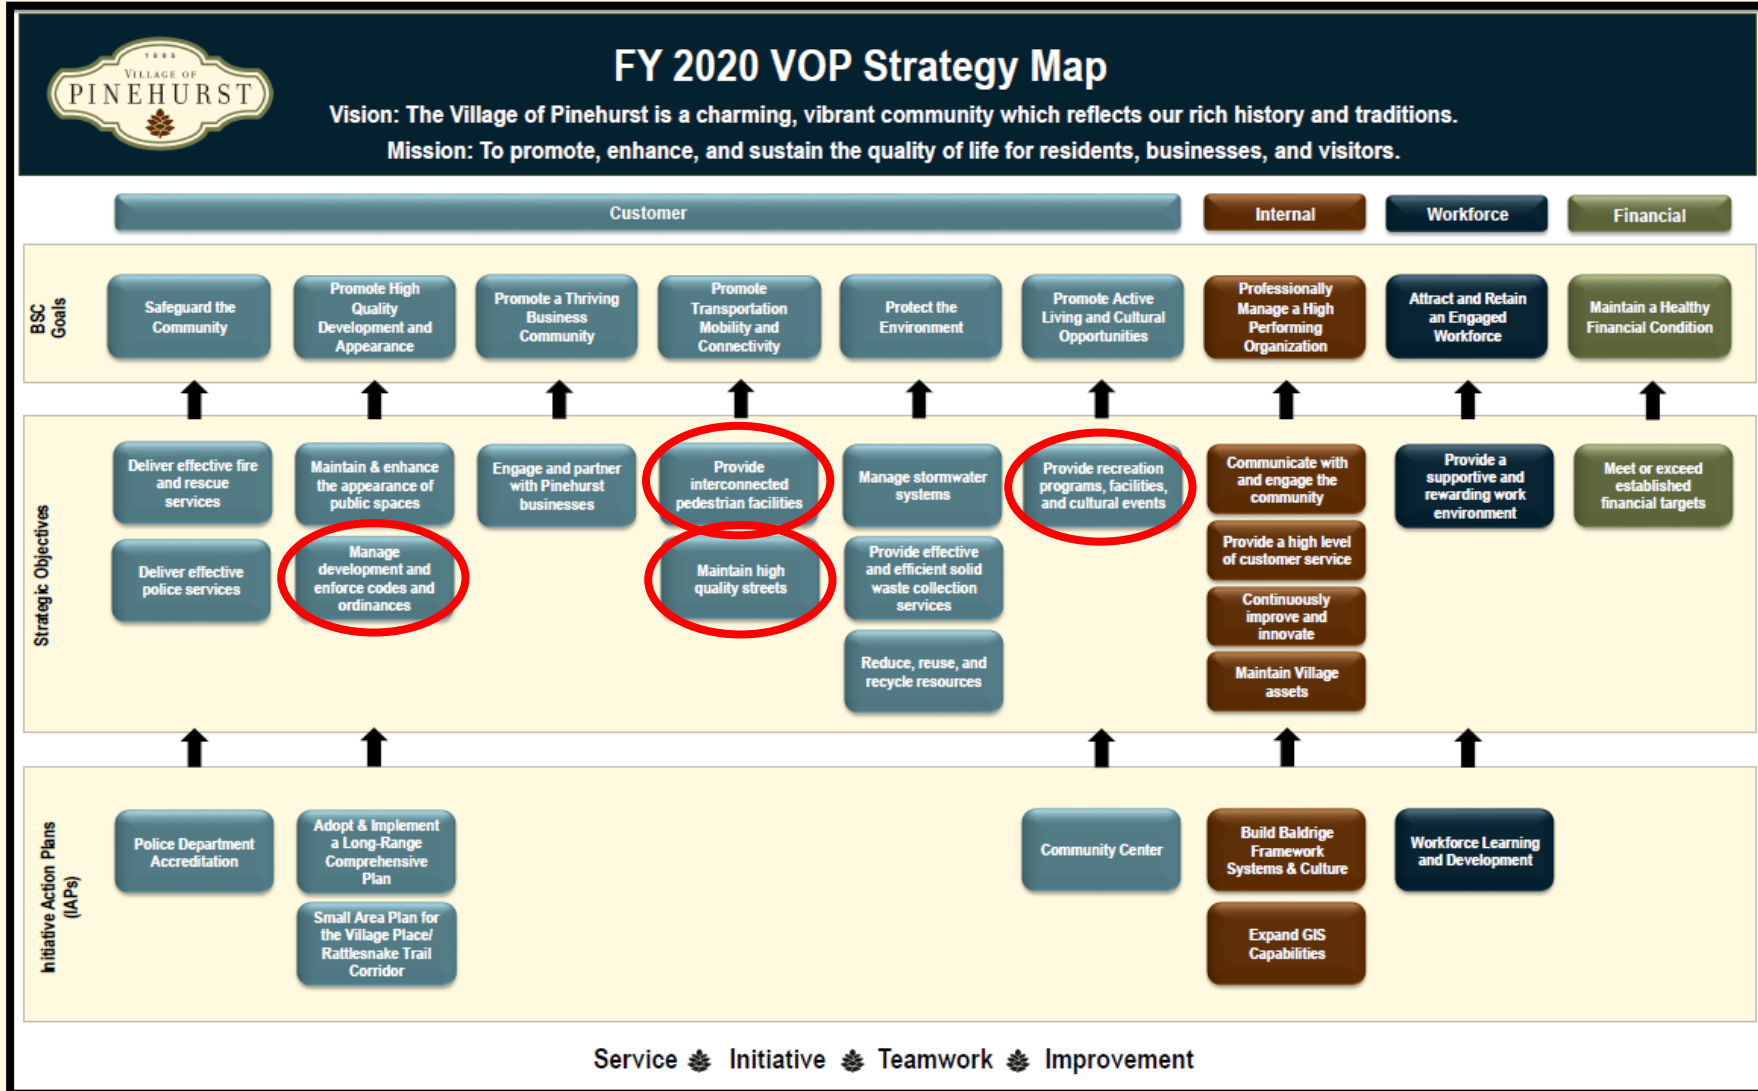 1895
VILLAGE OF
PINEHURST
FY 2020 VOP Strategy Map
Vision: The Village of Pinehurst is a charming, vibrant community which reflects our rich history and traditions.
Mission: To promote, enhance, and sustain the quality of life for residents, businesses, and visitors.
Customer
Internal
Workforce
Financial
BSC
Goals
Safeguard the
Community
Promote High
Quality
Development and
Appearance
Promote a Thriving
Business
Community
Promote
Transportation
Mobility and
Connectivity
Protect the
Environment
Promote Active
Living and Cultural
Opportunities
Professionally
Manage a High
Performing
Organization
Attract and Retain
an Engaged
Workforce
Maintain a Healthy
Financial Condition
Strategic Objectives
Deliver effective fire
and rescue
services
Deliver effective
police services
Maintain & enhance
the appearance of
public spaces
Manage
development and
enforce codes and
ordinances
Engage and partner
with Pinehurst
businesses
Provide
interconnected
pedestrian facilities
Maintain high
quality streets
Manage stormwater
systems
Provide effective
and efficient solid
waste collection
services
Reduce, reuse, and
recycle resources
Provide recreation
programs, facilities,
and cultural events
Communicate with
and engage the
community
Provide a high level
of customer service
Continuously
improve and
innovate
Maintain Village
assets
Provide a
supportive and
rewarding work
environment
Meet or exceed
established
financial targets
Initiative Action Plans
(IAPs)
Police Department
Accreditation
Adopt & Implement
a Long-Range
Comprehensive
Plan
Small Area Plan for
the Village Place/
Rattlesnake Trail
Corridor
Community Center
Build Baldrige
Framework
Systems & Culture
Expand GIS
Capabilities
Workforce Learning
and Development
Service Initiative Teamwork Improvement